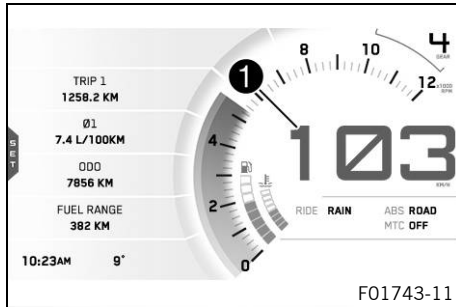 8
10
4
GEAR
12
x1000
RPM
1
TRIP 1
1258.2 KM
Ø1
7.4 L/100KM
ODO
7856 KM
FUEL RANGE
382 KM
10:23AM 9°
SET
4
2
0
103
KM/H
RIDE RAIN ABS ROAD
MTC OFF
F01743-11